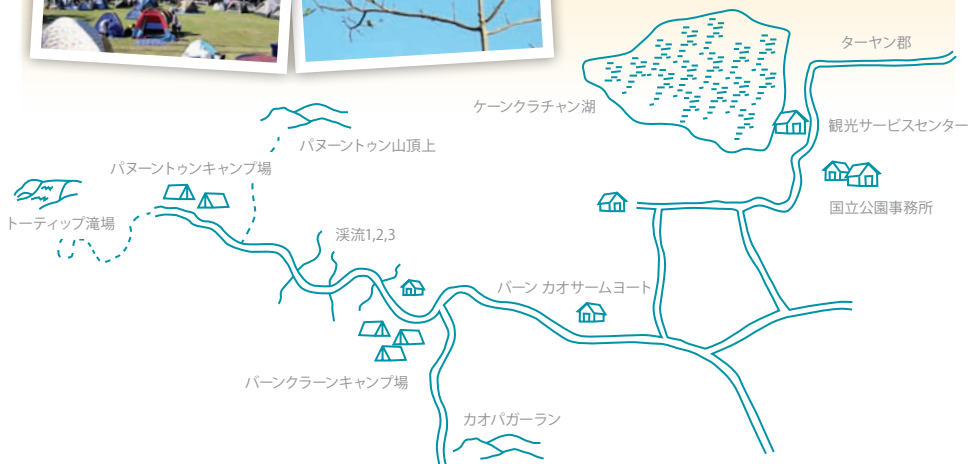 ターヤン郡
ケーンクラチャン湖
観光サービスセンター
パヌーントゥン山頂上
パヌーントゥンキャンプ場
国立公園事務所
トーティップ滝場
渓流1,2,3
バーン カオサームヨート
バーンクラーンキャンプ場
カオパガーラン